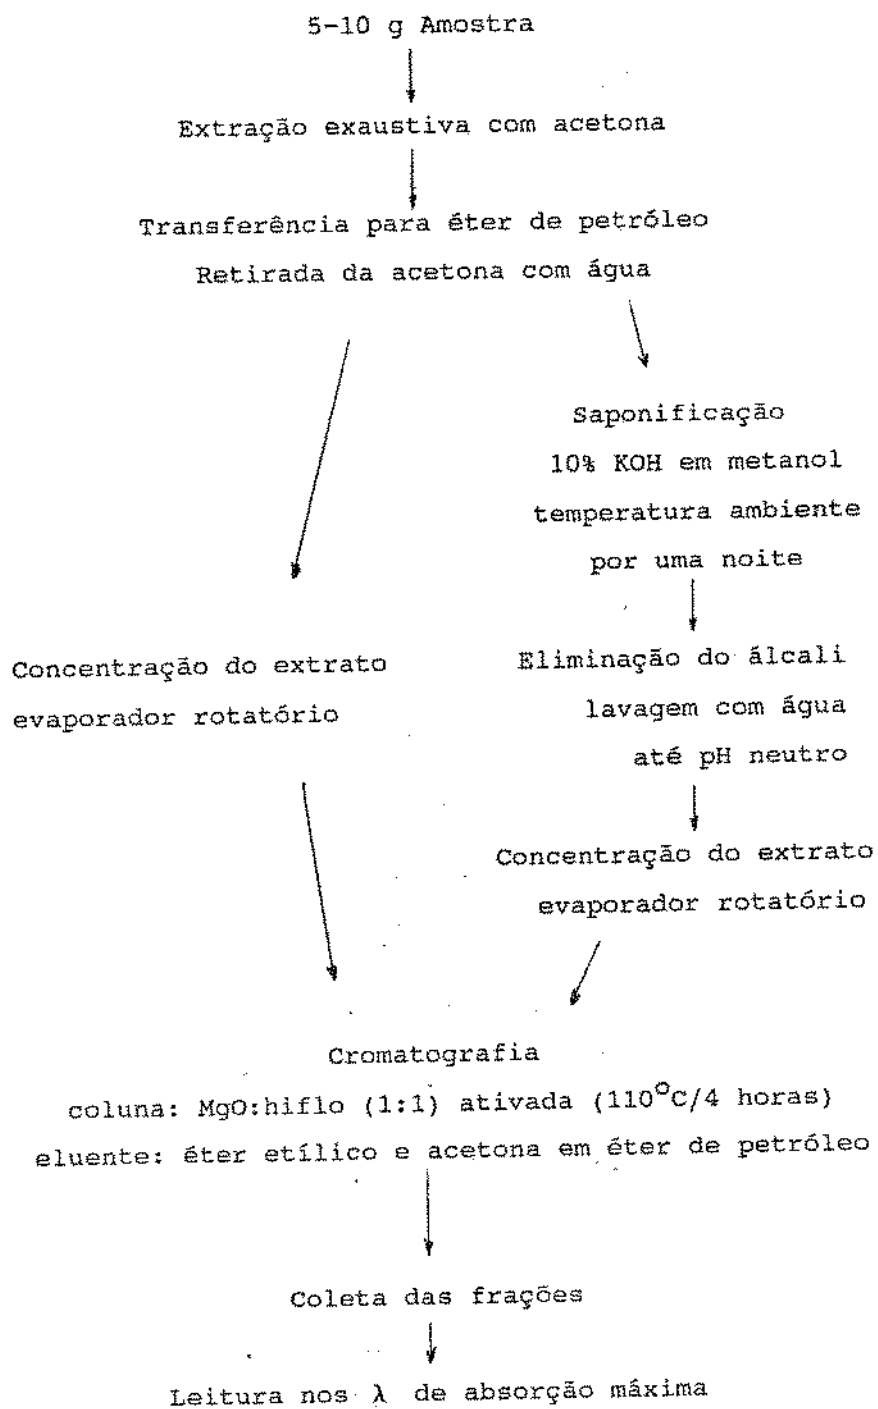 5-10 g Amostra
Extração exaustiva com acetona
Transferência para éter de petróleo
Retirada da acetona com água
Saponificação
10% KOH em metanol
temperatura ambiente
por uma noite
Concentração do extrato
evaporador rotatório
Eliminação do álcali
lavagem com água
até pH neutro
Concentração do extrato
evaporador rotatório
Cromatografia
coluna: MgO:hiflo (1:1) ativada (110°C/4 horas)
eluente: éter etílico e acetona em éter de petróleo
Coleta das frações
Leitura nos λ de absorção máxima